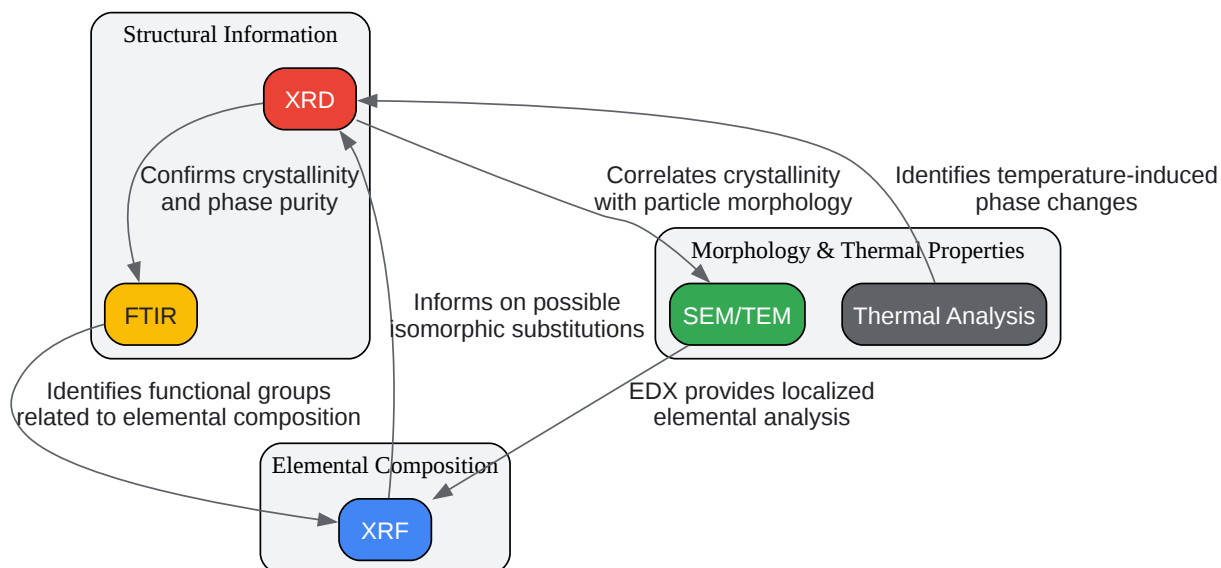 Structural Information
XRD
Confirms crystallinity
and phase purity
Correlates crystallinity
with particle morphology
Identifies temperature-induced
phase changes
Morphology & Thermal Properties
FTIR
Informs on possible
isomorphic substitutions
SEM/TEM
Thermal Analysis
Identifies functional groups
related to elemental composition
EDX provides localized
elemental analysis
Elemental Composition
XRF